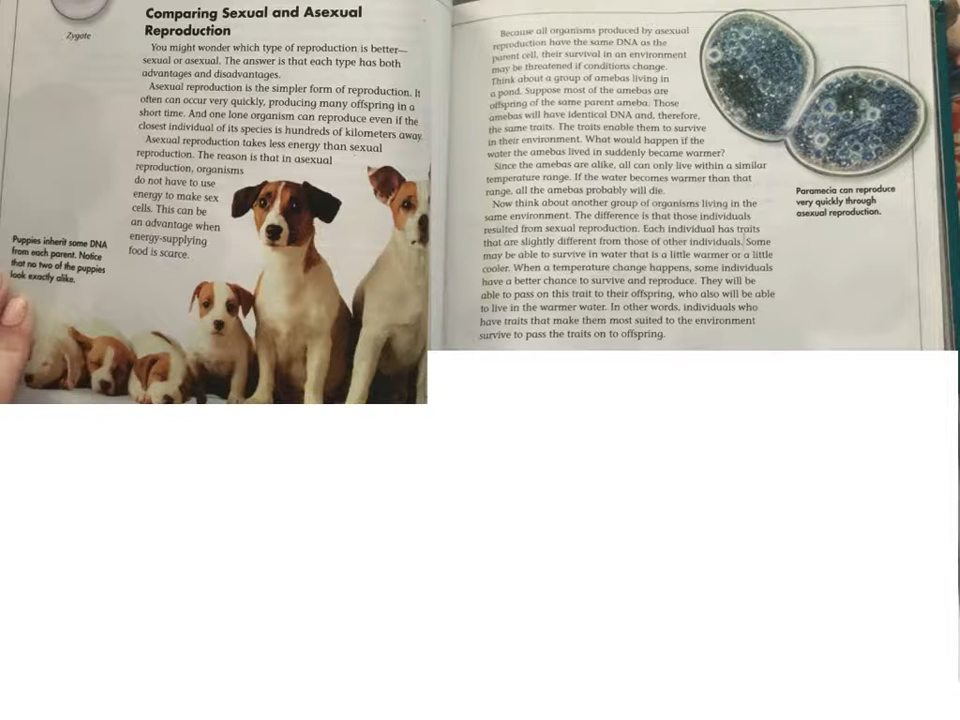 Zygote
Comparing Sexual and Asexual
Reproduction
You might wonder which type of reproduction is better—
sexual or asexual. The answer is that each type has both
advantages and disadvantages.
Asexual reproduction is the simpler form of reproduction. It
often can occur very quickly, producing many offspring in a
short time. And one lone organism can reproduce even if the
closest individual of its species is hundreds of kilometers away.
Asexual reproduction takes less energy than sexual
reproduction. The reason is that in asexual
reproduction, organisms
do not have to use
energy to make sex
cells. This can be
an advantage when
energy-supplying
food is scarce.
Puppies inherit some DNA
from each parent. Notice
that no two of the puppies
look exactly alike.
Because all organisms produced by asexual
reproduction have the same DNA as the
parent cell, their survival in an environment
may be threatened if conditions change.
Think about a group of amebas living in
a pond. Suppose most of the amebas are
offspring of the same parent ameba. Those
amebas will have identical DNA and, therefore,
the same traits. The traits enable them to survive
in their environment. What would happen if the
water the amebas lived in suddenly became warmer?
Since the amebas are alike, all can only live within a similar
temperature range. If the water becomes warmer than that
range, all the amebas probably will die.
Now think about another group of organisms living in the
same environment. The difference is that those individuals
resulted from sexual reproduction. Each individual has traits
that are slightly different from those of other individuals. Some
may be able to survive in water that is a little warmer or a little
cooler. When a temperature change happens, some individuals
have a better chance to survive and reproduce. They will be
able to pass on this trait to their offspring, who also will be able
to live in the warmer water. In other words, individuals who
have traits that make them most suited to the environment
survive to pass the traits on to offspring.
Paramecia can reproduce
very quickly through
asexual reproduction.